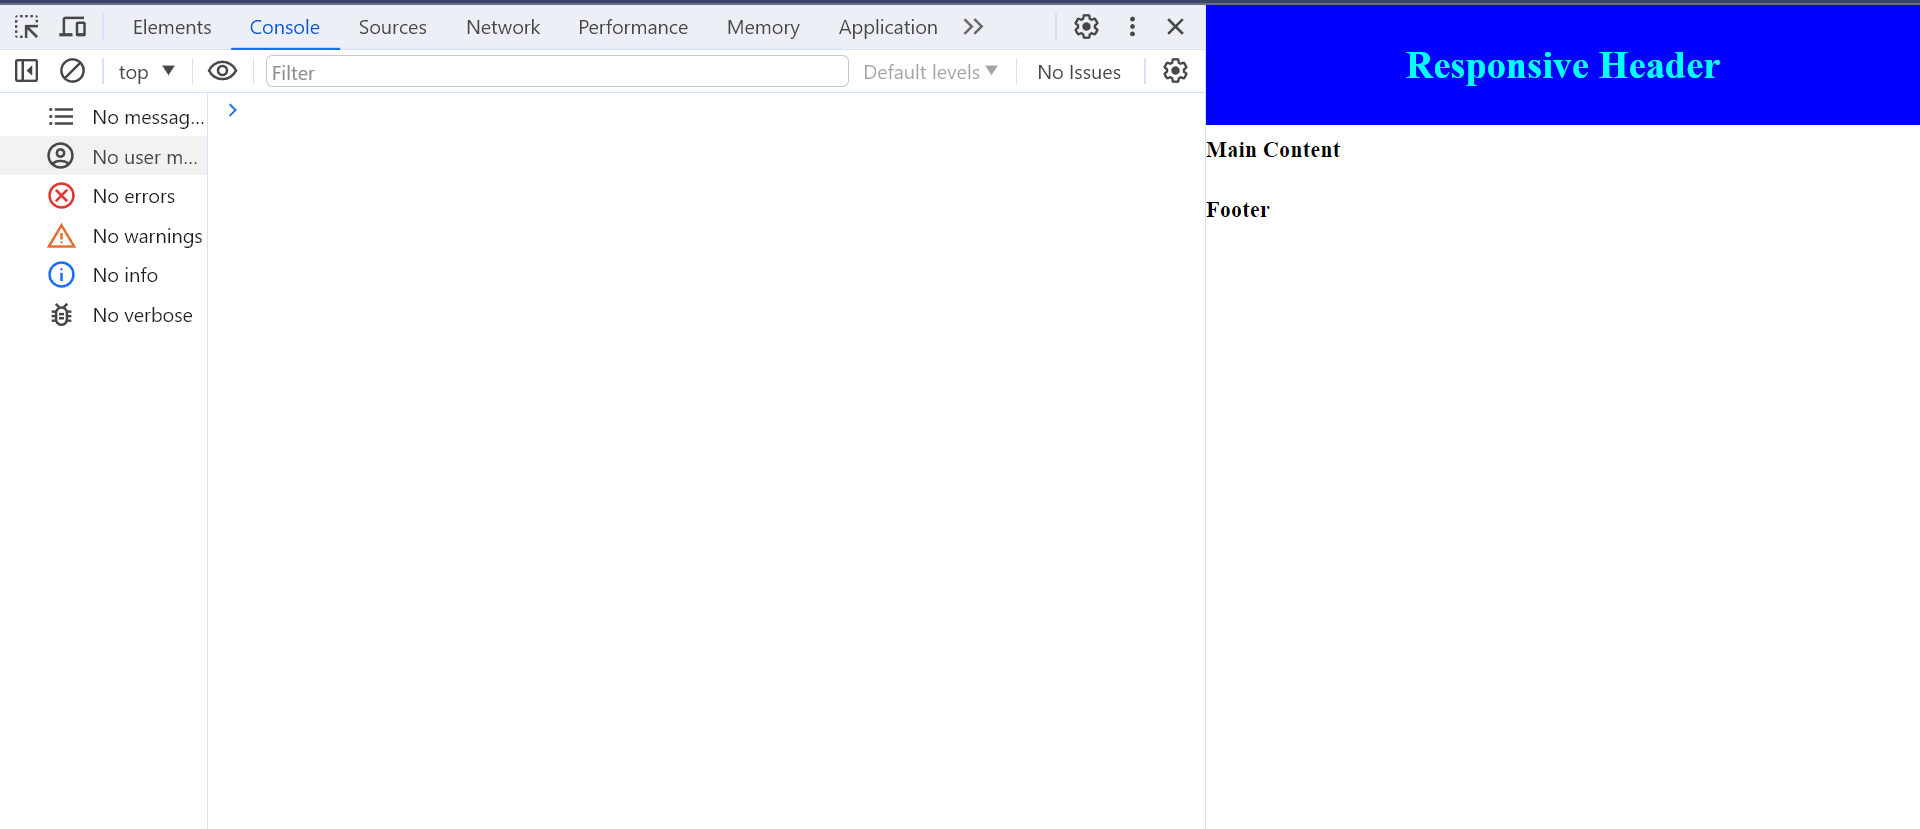 Elements Console Sources Network Performance Memory Application
top Filter Default levels No Issues
No messag...
No user m...
No errors
No warnings
No info
No verbose
Responsive Header
Main Content
Footer